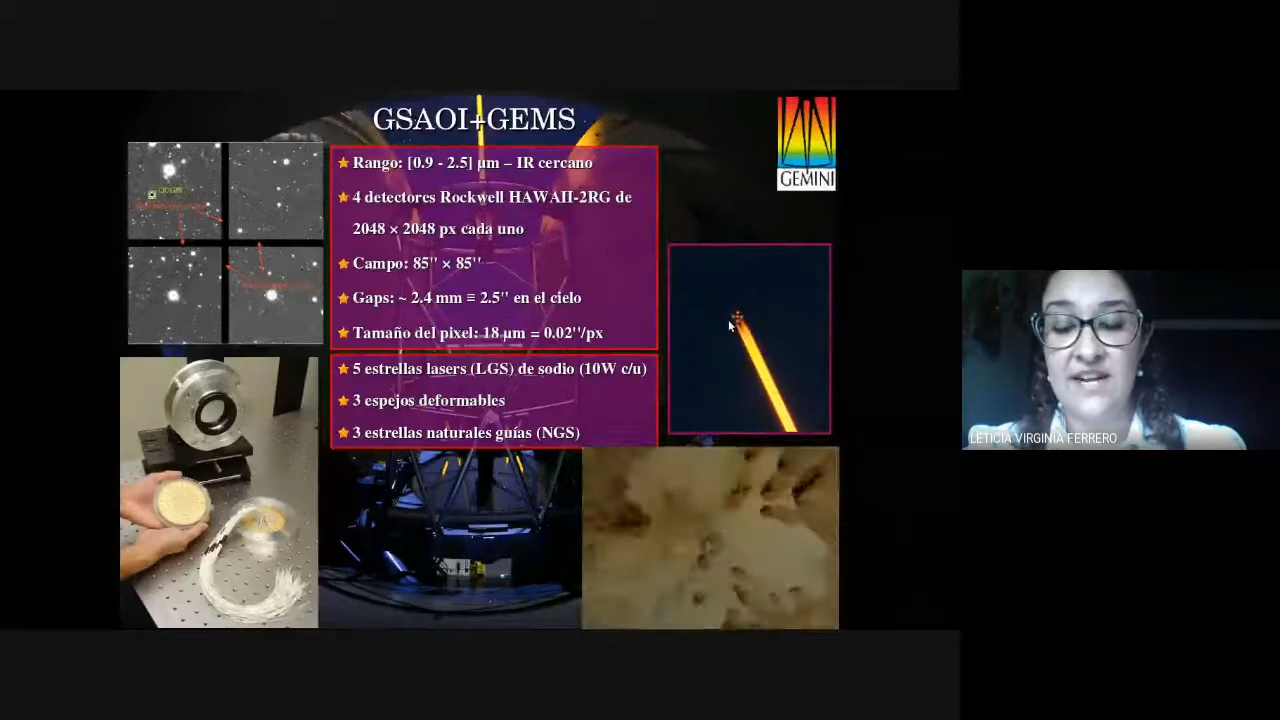 GSAOI+GEMS
GEMINI
Rango: [0.9 - 2.5] µm – IR cercano
4 detectores Rockwell HAWAII-2RG de
2048 × 2048 px cada uno
Campo: 85'' × 85''
Gaps: ~ 2.4 mm ≡ 2.5'' en el cielo
Tamaño del pixel: 18 µm = 0.02''/px
5 estrellas lasers (LGS) de sodio (10W c/u)
3 espejos deformables
3 estrellas naturales guías (NGS)
LETICIA VIRGINIA FERRERO